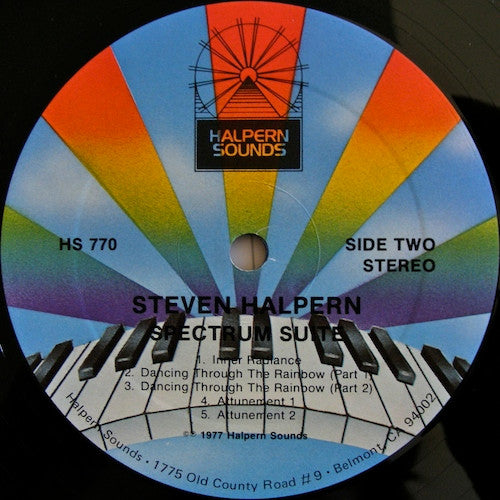 HALPERN
SOUNDS
HS 770
SIDE TWO
STEREO
STEVEN HALPERN
SPECTRUM SUITE
1. Inner Radiance
2. Dancing Through The Rainbow (Part 1)
3. Dancing Through The Rainbow (Part 2)
4. Attunement 1
5. Attunement 2
©℗ 1977 Halpern Sounds
Halpern Sounds • 1775 Old County Road #9 • Belmont, CA 94002